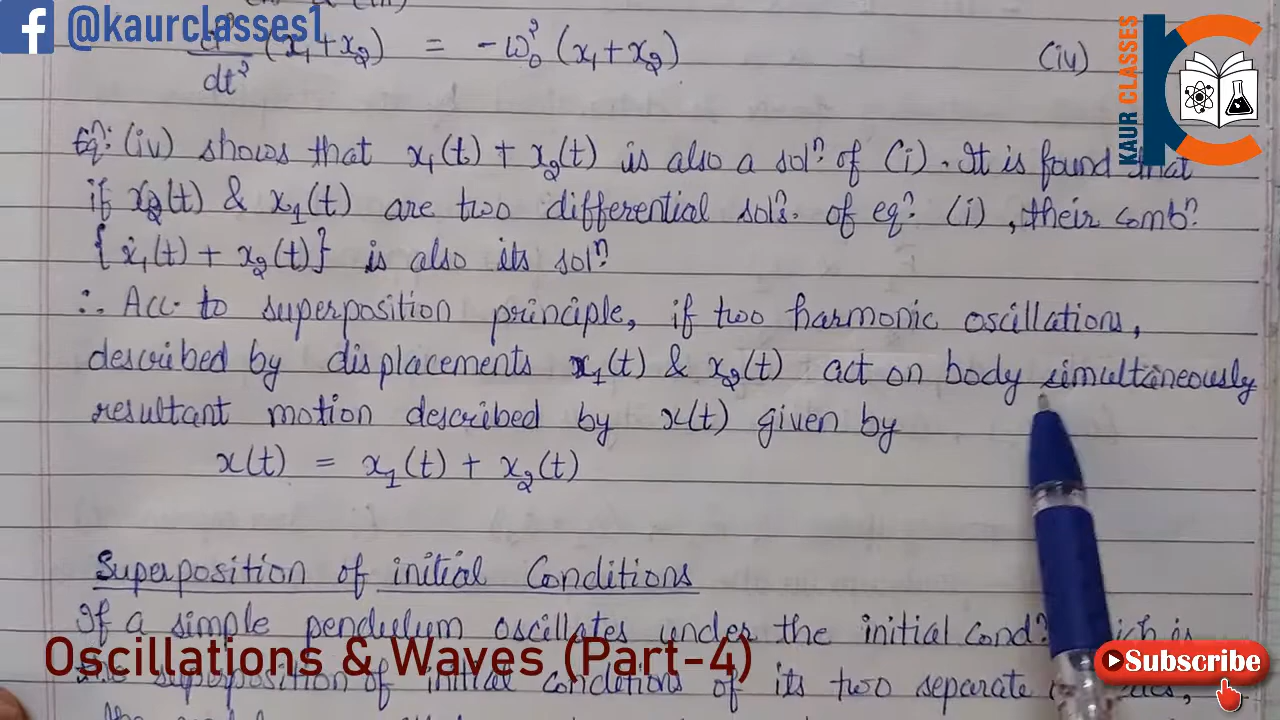 @kaurclasses1
(x₁+x₂) = -ω₀² (x₁+x₂) (iv)
dt²
KAUR CLASSES
Eq?: (iv) shows that x₁(t) + x₂(t) is also a solⁿ of (i). It is found that
if x₂(t) & x₁(t) are two differential solⁿ. of eqⁿ (i), their combⁿ
{x₁(t) + x₂(t)} is also its solⁿ
∴ Acc. to superposition principle, if two harmonic oscillations,
described by displacements x₁(t) & x₂(t) act on body simultaneously
resultant motion described by x(t) given by
x(t) = x₁(t) + x₂(t)
Superposition of initial Conditions
If a simple pendulum oscillates under the initial condⁿ which is
Oscillations & Waves (Part-4)
superposition of initial conditions of its two separate
Subscribe